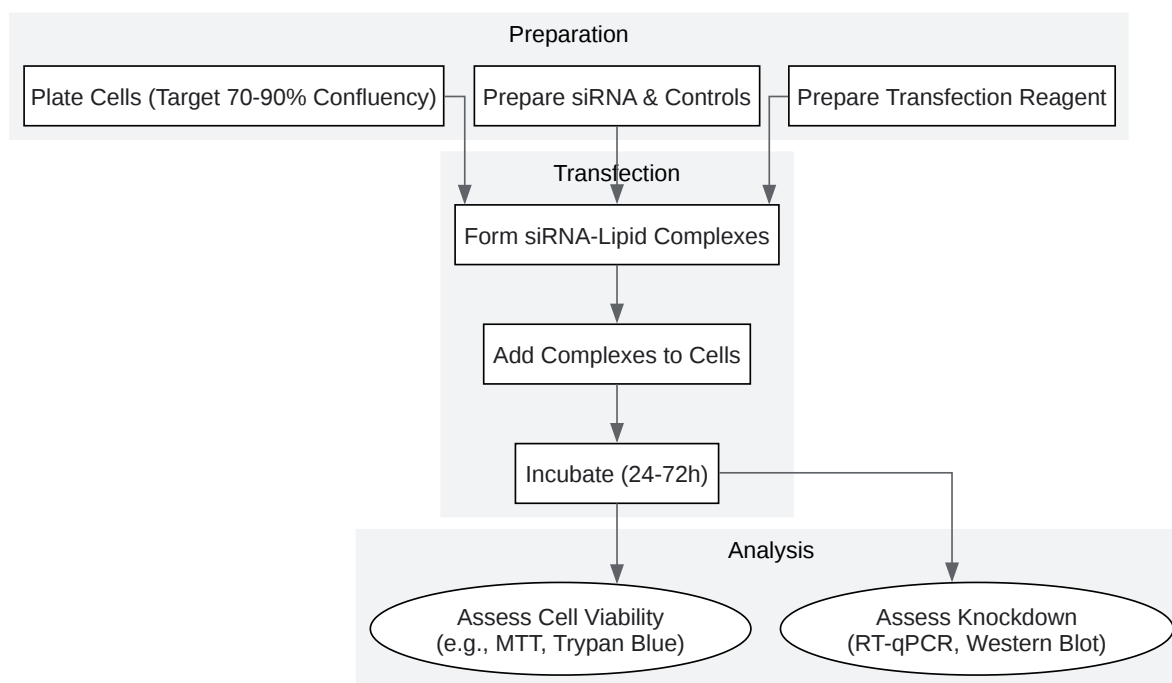 Preparation
Plate Cells (Target 70-90% Confluency)
Prepare siRNA & Controls
Prepare Transfection Reagent
Transfection
Form siRNA-Lipid Complexes
Add Complexes to Cells
Incubate (24-72h)
Analysis
Assess Cell Viability
(e.g., MTT, Trypan Blue)
Assess Knockdown
(RT-qPCR, Western Blot)